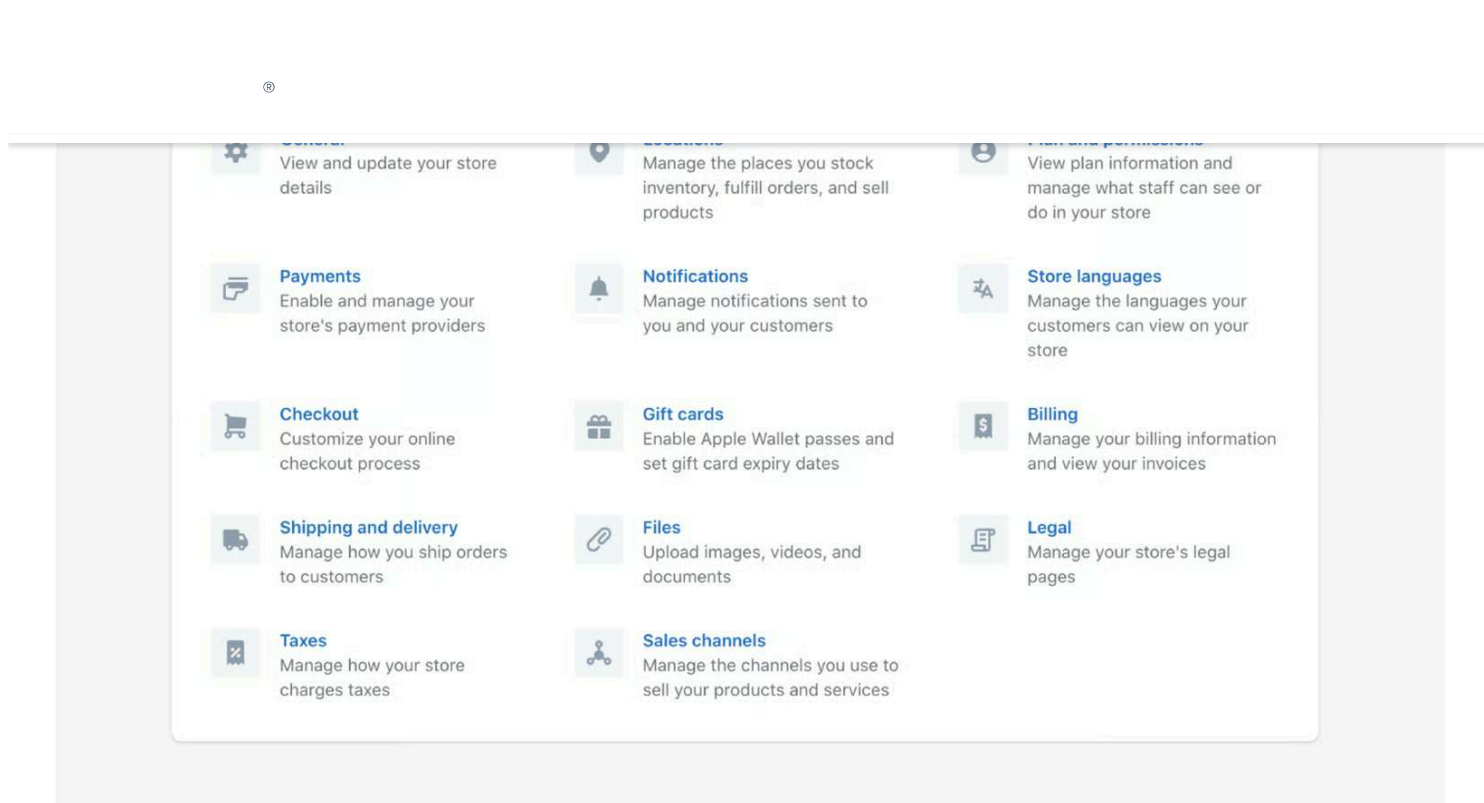 ®
General
Locations
Plan and permissions
View and update your store
details
Manage the places you stock
inventory, fulfill orders, and sell
products
View plan information and
manage what staff can see or
do in your store
Payments
Enable and manage your
store's payment providers
Notifications
Manage notifications sent to
you and your customers
Store languages
Manage the languages your
customers can view on your
store
Checkout
Customize your online
checkout process
Gift cards
Enable Apple Wallet passes and
set gift card expiry dates
Billing
Manage your billing information
and view your invoices
Shipping and delivery
Manage how you ship orders
to customers
Files
Upload images, videos, and
documents
Legal
Manage your store's legal
pages
Taxes
Manage how your store
charges taxes
Sales channels
Manage the channels you use to
sell your products and services